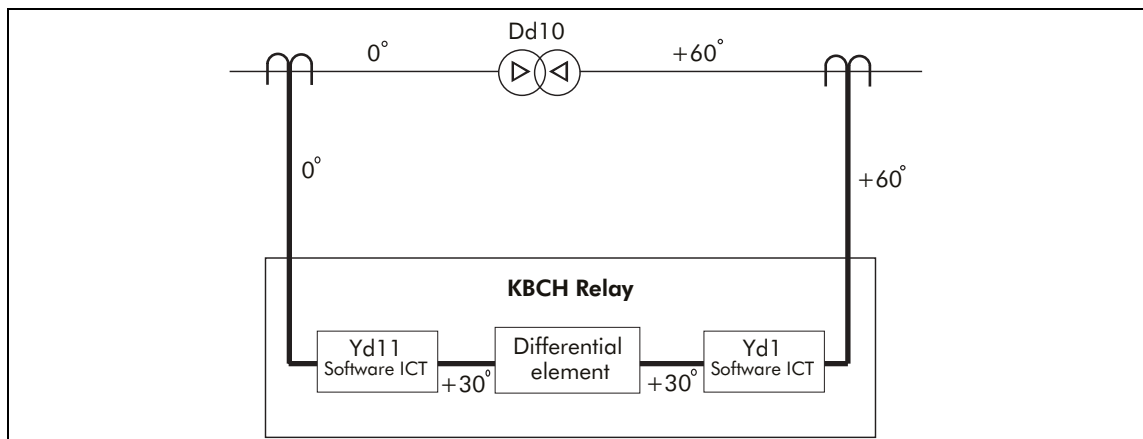 Dd10
0°
+60°
0°
+60°
KBCH Relay
Yd11
Software ICT
Differential
element
Yd1
Software ICT
+30°
+30°